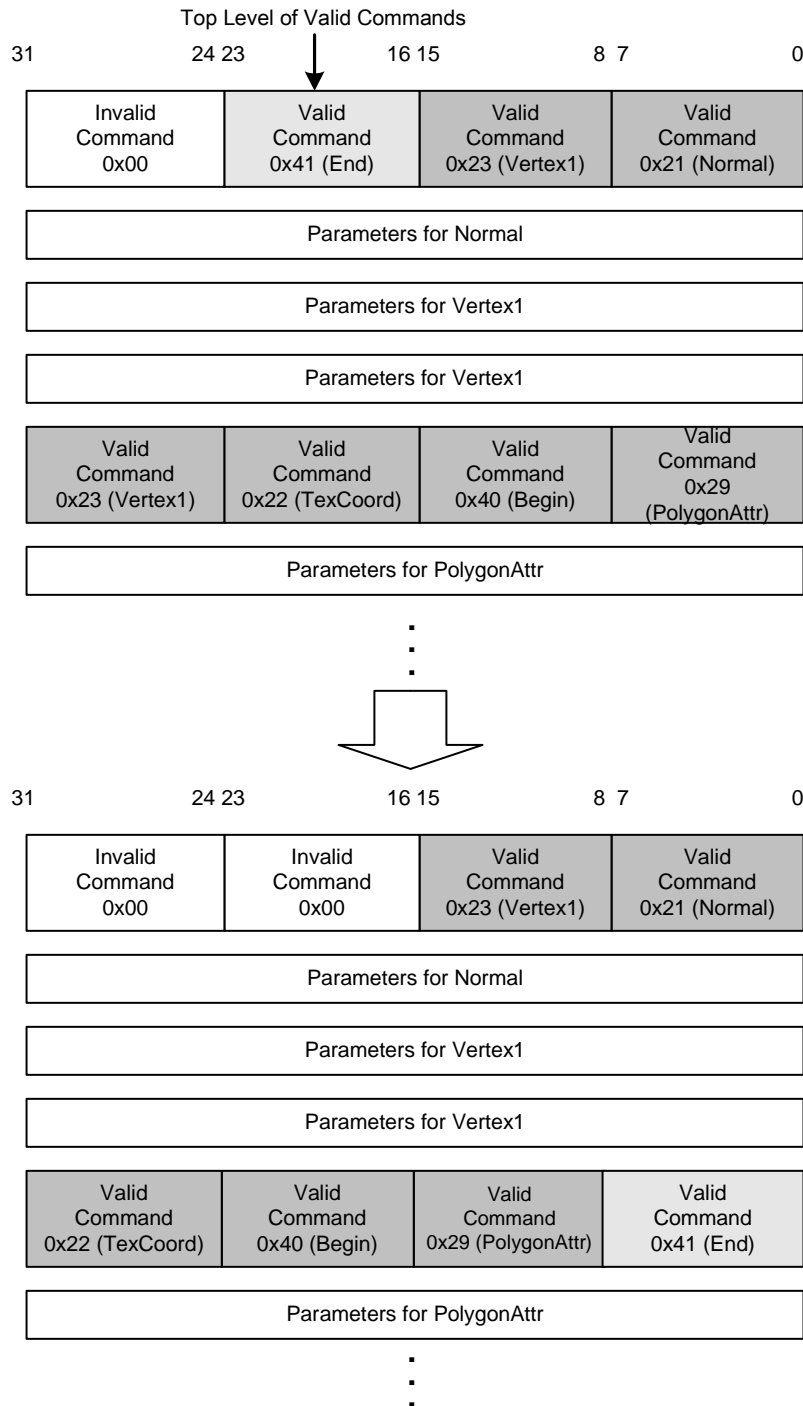 Top Level of Valid Commands
31 24 23 16 15 8 7 0
Invalid Command 0x00
Valid Command 0x41 (End)
Valid Command 0x23 (Vertex1)
Valid Command 0x21 (Normal)
Parameters for Normal
Parameters for Vertex1
Parameters for Vertex1
Valid Command 0x23 (Vertex1)
Valid Command 0x22 (TexCoord)
Valid Command 0x40 (Begin)
Valid Command 0x29 (PolygonAttr)
Parameters for PolygonAttr
31 24 23 16 15 8 7 0
Invalid Command 0x00
Invalid Command 0x00
Valid Command 0x23 (Vertex1)
Valid Command 0x21 (Normal)
Parameters for Normal
Parameters for Vertex1
Parameters for Vertex1
Valid Command 0x22 (TexCoord)
Valid Command 0x40 (Begin)
Valid Command 0x29 (PolygonAttr)
Valid Command 0x41 (End)
Parameters for PolygonAttr